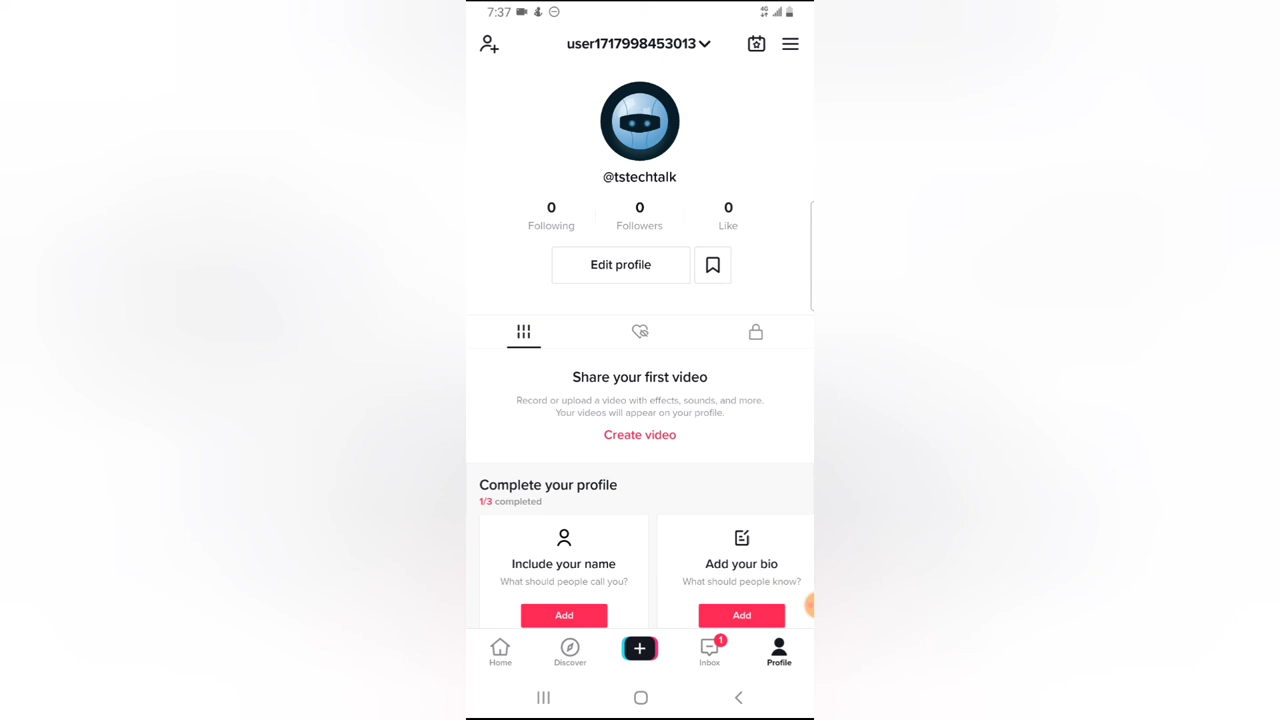 7:37
4G
user1717998453013
@tstechtalk
0 0 0
Following Followers Like
Edit profile
Share your first video
Record or upload a video with effects, sounds, and more.
Your videos will appear on your profile.
Create video
Complete your profile
1/3 completed
Include your name Add your bio
What should people call you? What should people know?
Add Add
1
Home Discover Inbox Profile